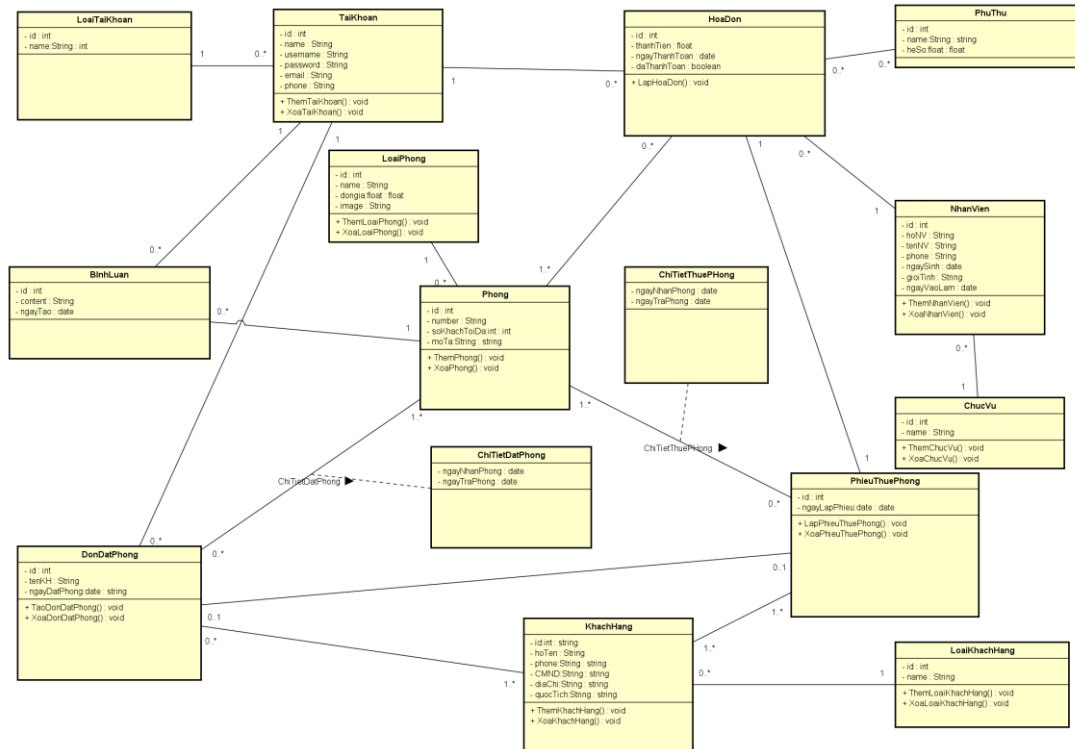 LoaiTaiKhoan
- id : int
- name:String : int
1
0..*
TaiKhoan
- id : int
- name : String
- username : String
- password : String
- email : String
- phone : String
+ ThemTaiKhoan() : void
+ XoaTaiKhoan() : void
1
0..*
1
1
HoaDon
- id : int
- thanhTien : float
- ngayThanhToan : date
- daThanhToan : boolean
+ LapHoaDon() : void
0..*
0..*
PhuThu
- id : int
- name:String : string
- heSo:float : float
0..*
1
0..*
LoaiPhong
- id : int
- name : String
- dongia:float : float
- image : String
+ ThemLoaiPhong() : void
+ XoaLoaiPhong() : void
1
0..*
1..*
NhanVien
- id : int
- hoNV : String
- tenNV : String
- phone : String
- ngaySinh : date
- gioiTinh : String
- ngayVaoLam : date
+ ThemNhanVien() : void
+ XoaNhanVien() : void
1
0..*
1
0..*
BInhLuan
- id : int
- content : String
- ngayTao : date
0..*
1
Phong
- id : int
- number : String
- soKhachToiDa:int : int
- moTa:String : string
+ ThemPhong() : void
+ XoaPhong() : void
1..*
1..*
ChiTietThuePHong
- ngayNhanPhong : date
- ngayTraPhong : date
ChucVu
- id : int
- name : String
+ ThemChucVu() : void
+ XoaChucVu() : void
ChiTietThuePHong
ChiTietDatPhong
- ngayNhanPhong : date
- ngayTraPhong : date
ChiTietDatPhong
1
0..*
PhieuThuePhong
- id : int
- ngayLapPhieu:date : date
+ LapPhieuThuePhong() : void
+ XoaPhieuThuePhong() : void
0..1
1..*
0..*
0..*
DonDatPhong
- id : int
- tenKH : String
- ngayDatPhong:date : string
+ TaoDonDatPhong() : void
+ XoaDonDatPhong() : void
0..1
0..*
1..*
KhachHang
- id:int : string
- hoTen : String
- phone:String : string
- CMND:String : string
- diaChi:String : string
- quocTich:String : string
+ ThemKhachHang() : void
+ XoaKhachHang() : void
1..*
0..*
1
LoaiKhachHang
- id : int
- name : String
+ ThemLoaiKhachHang() : void
+ XoaLoaiKhachHang() : void